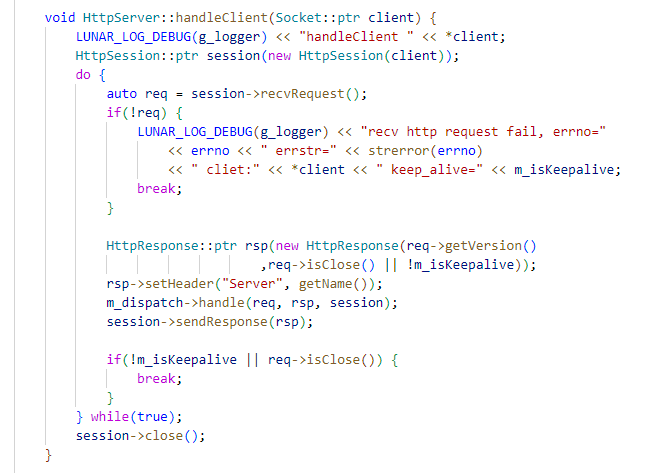 void HttpServer::handleClient(Socket::ptr client) {
    LUNAR_LOG_DEBUG(g_logger) << "handleClient " << *client;
    HttpSession::ptr session(new HttpSession(client));
    do {
        auto req = session->recvRequest();
        if(!req) {
            LUNAR_LOG_DEBUG(g_logger) << "recv http request fail, errno="
                << errno << " errstr=" << strerror(errno)
                << " cliet:" << *client << " keep_alive=" << m_isKeepalive;
            break;
        }

        HttpResponse::ptr rsp(new HttpResponse(req->getVersion()
                            ,req->isClose() || !m_isKeepalive));
        rsp->setHeader("Server", getName());
        m_dispatch->handle(req, rsp, session);
        session->sendResponse(rsp);

        if(!m_isKeepalive || req->isClose()) {
            break;
        }
    } while(true);
    session->close();
}